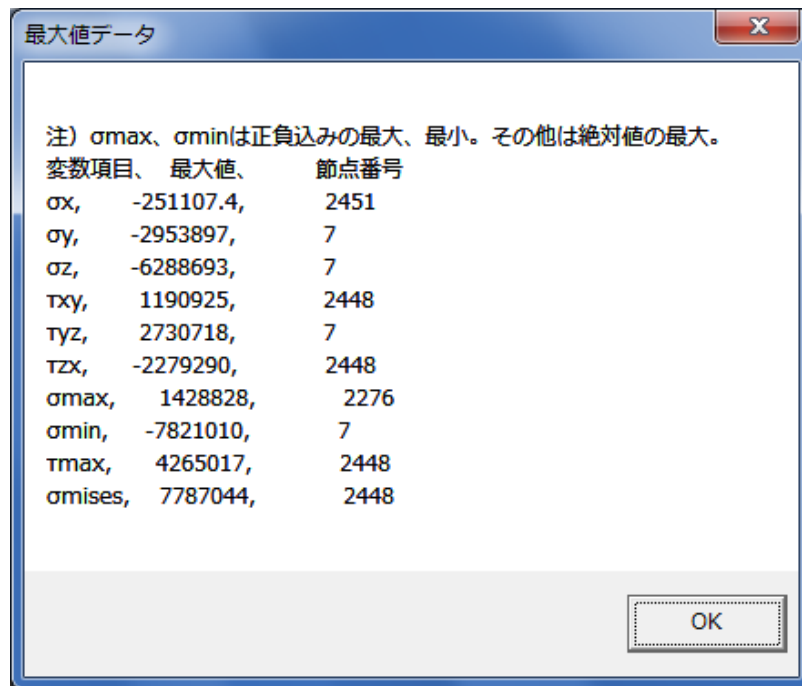 最大値データ
注）σmax、σminは正負込みの最大、最小。その他は絶対値の最大。
変数項目、 最大値、 節点番号
σx, -251107.4, 2451
σy, -2953897, 7
σz, -6288693, 7
τxy, 1190925, 2448
τyz, 2730718, 7
τzx, -2279290, 2448
σmax, 1428828, 2276
σmin, -7821010, 7
τmax, 4265017, 2448
σmises, 7787044, 2448
OK